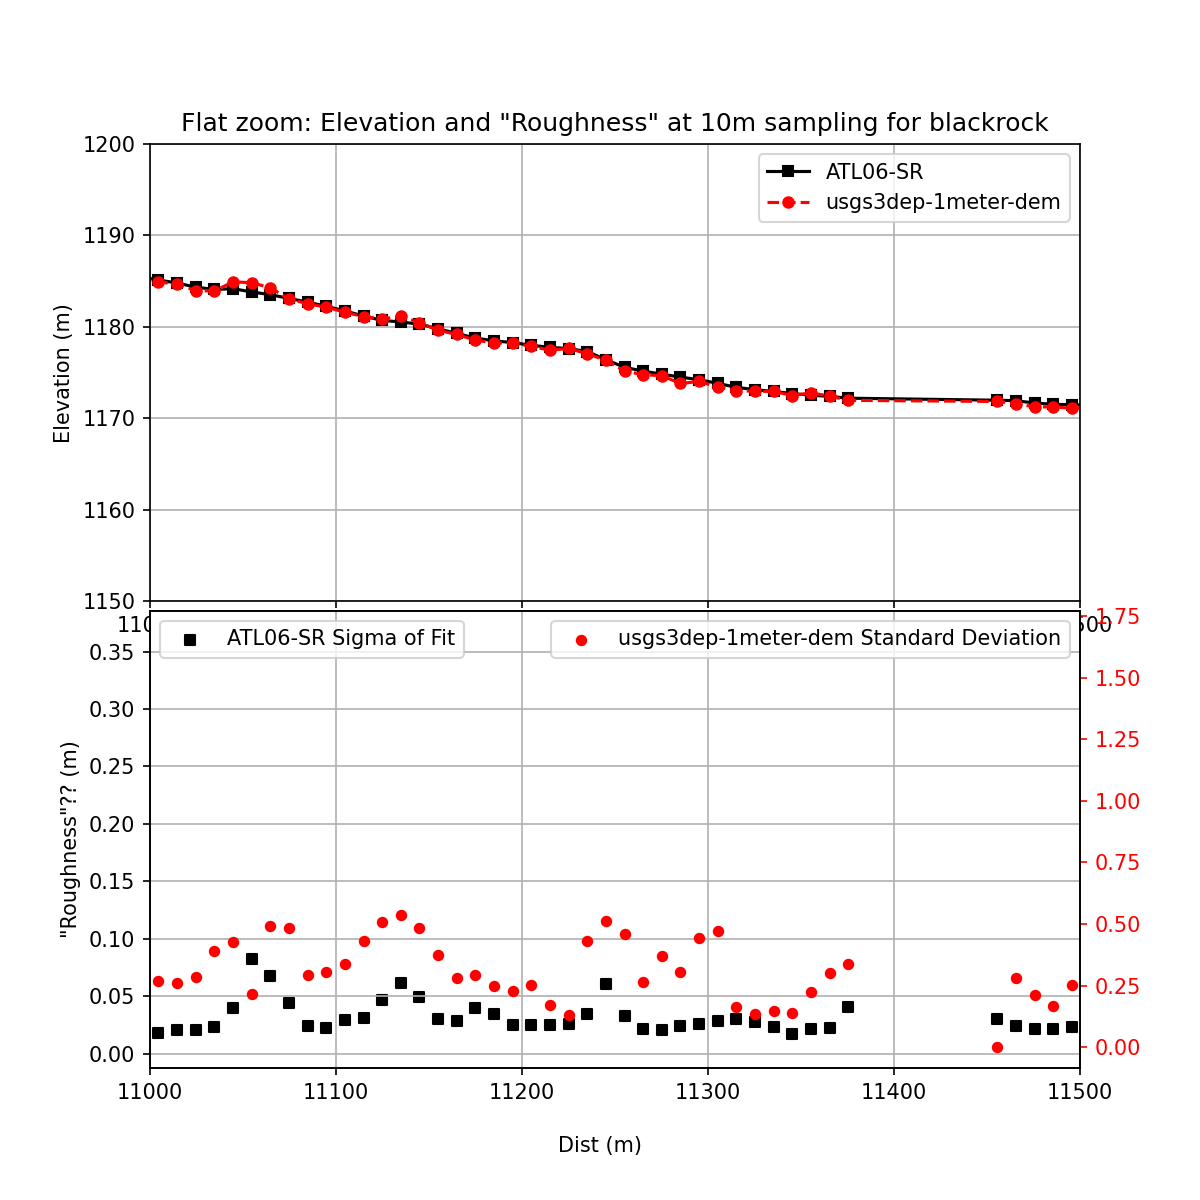 Flat zoom: Elevation and "Roughness" at 10m sampling for blackrock
1200
1190
1180
1170
1160
1150
Elevation (m)
ATL06-SR
usgs3dep-1meter-dem
110
500
ATL06-SR Sigma of Fit
usgs3dep-1meter-dem Standard Deviation
0.35
0.30
0.25
0.20
0.15
0.10
0.05
0.00
"Roughness"?? (m)
1.75
1.50
1.25
1.00
0.75
0.50
0.25
0.00
11000 11100 11200 11300 11400 11500
Dist (m)